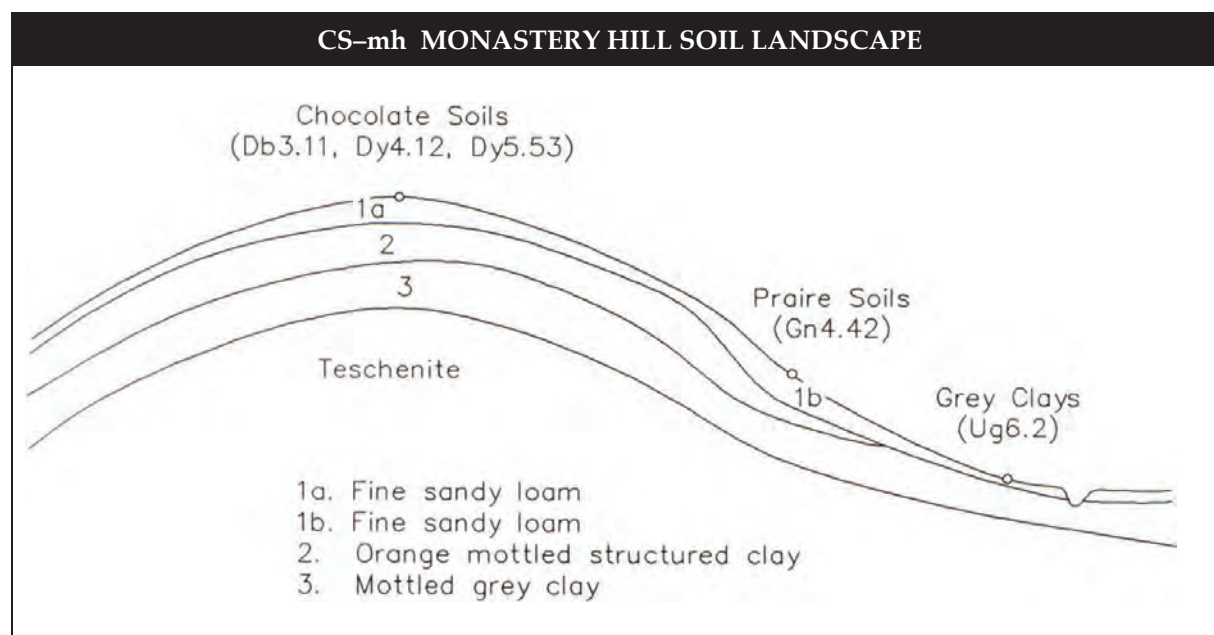 CS–mh MONASTERY HILL SOIL LANDSCAPE
Chocolate Soils
(Db3.11, Dy4.12, Dy5.53)
1a
2
3
Teschenite
Praire Soils
(Gn4.42)
1b
Grey Clays
(Ug6.2)
1a. Fine sandy loam
1b. Fine sandy loam
2. Orange mottled structured clay
3. Mottled grey clay